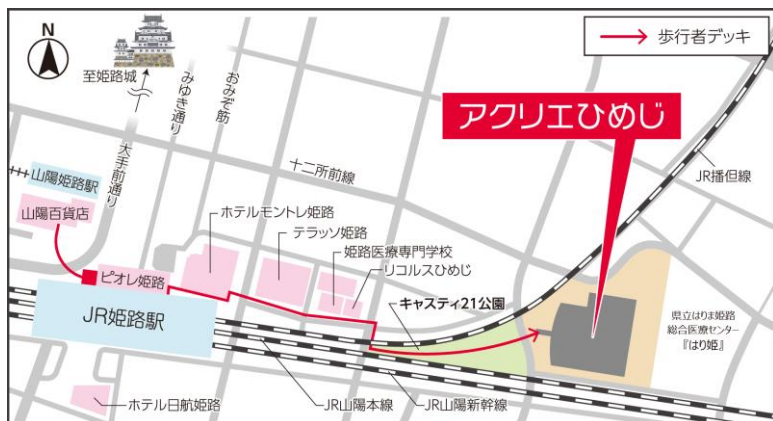 N
歩行者デッキ
至姫路城
みゆき通り
おみぞ筋
大手前通り
アクリエひめじ
十二所前線
JR播但線
山陽姫路駅
山陽百貨店
ホテルモントレ姫路
テラッソ姫路
姫路医療専門学校
リコルスひめじ
ピオレ姫路
キャスティ21公園
JR姫路駅
県立はりま姫路
総合医療センター
『はり姫』
ホテル日航姫路
JR山陽本線
JR山陽新幹線